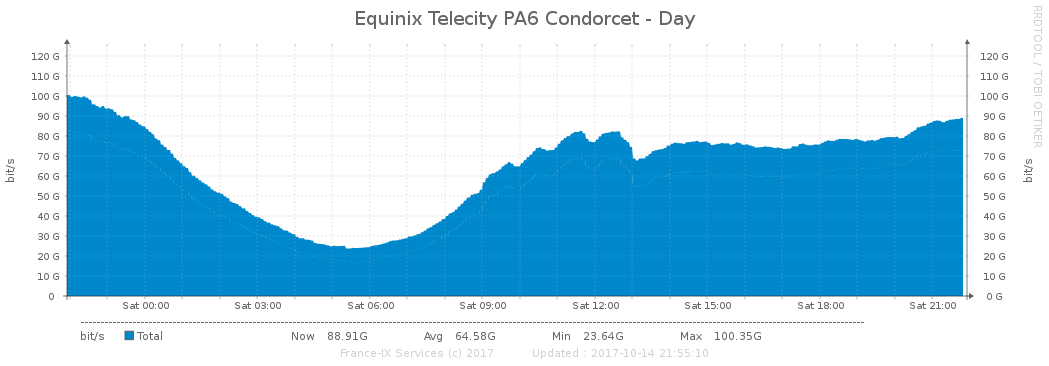 Equinix Telecity PA6 Condorcet - Day
RRDTOOL / TOBI OETIKER
bit/s
120 G 120 G
110 G 110 G
100 G 100 G
90 G 90 G
80 G 80 G
70 G 70 G
60 G 60 G
50 G 50 G
40 G 40 G
30 G 30 G
20 G 20 G
10 G 10 G
0 0 G
bit/s
Sat 00:00 Sat 03:00 Sat 06:00 Sat 09:00 Sat 12:00 Sat 15:00 Sat 18:00 Sat 21:00
bit/s Total Now 88.91G Avg 64.58G Min 23.64G Max 100.35G
France-IX Services (c) 2017 Updated : 2017-10-14 21:55:10